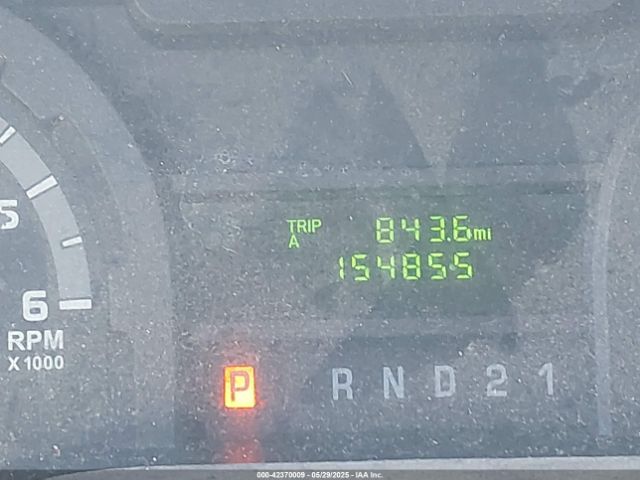 5
6
RPM
X 1000
TRIP 843.6mi
A
154855
P R N D 2 1
000-42370009 - 05/29/2025 - IAA Inc.